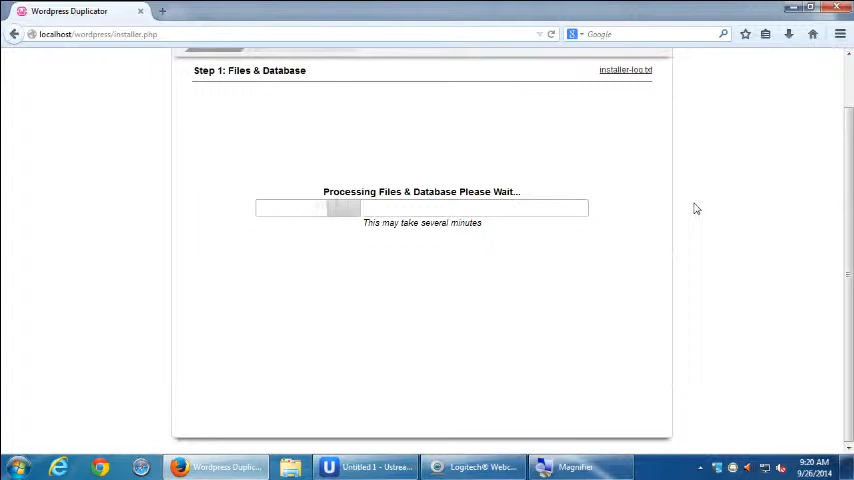 Wordpress Duplicator
localhost/wordpress/installer.php
Google
Step 1: Files & Database
installer-log.txt
Processing Files & Database Please Wait...
This may take several minutes
Wordpress Duplic...
Untitled 1 - Ustrea...
Logitech® Webc...
Magnifier
9:20 AM
9/26/2014